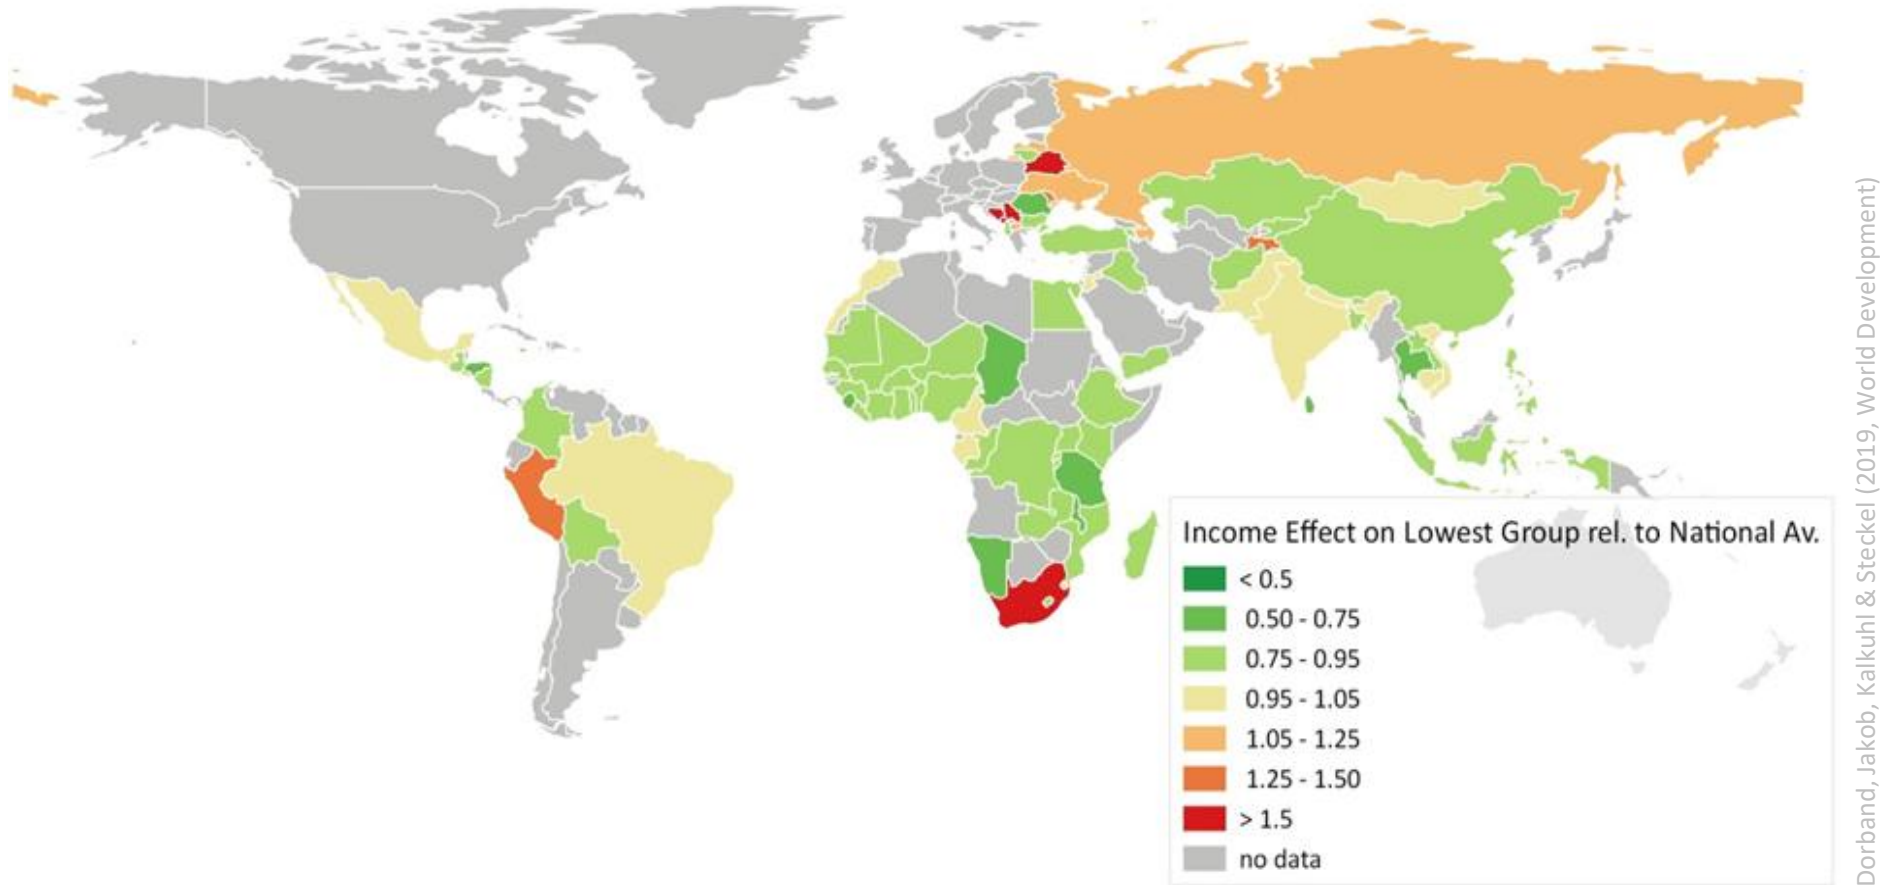 Income Effect on Lowest Group rel. to National Av.
< 0.5
0.50 - 0.75
0.75 - 0.95
0.95 - 1.05
1.05 - 1.25
1.25 - 1.50
> 1.5
no data
Dorband, Jakob, Kalkuhl & Steckel (2019, World Development)